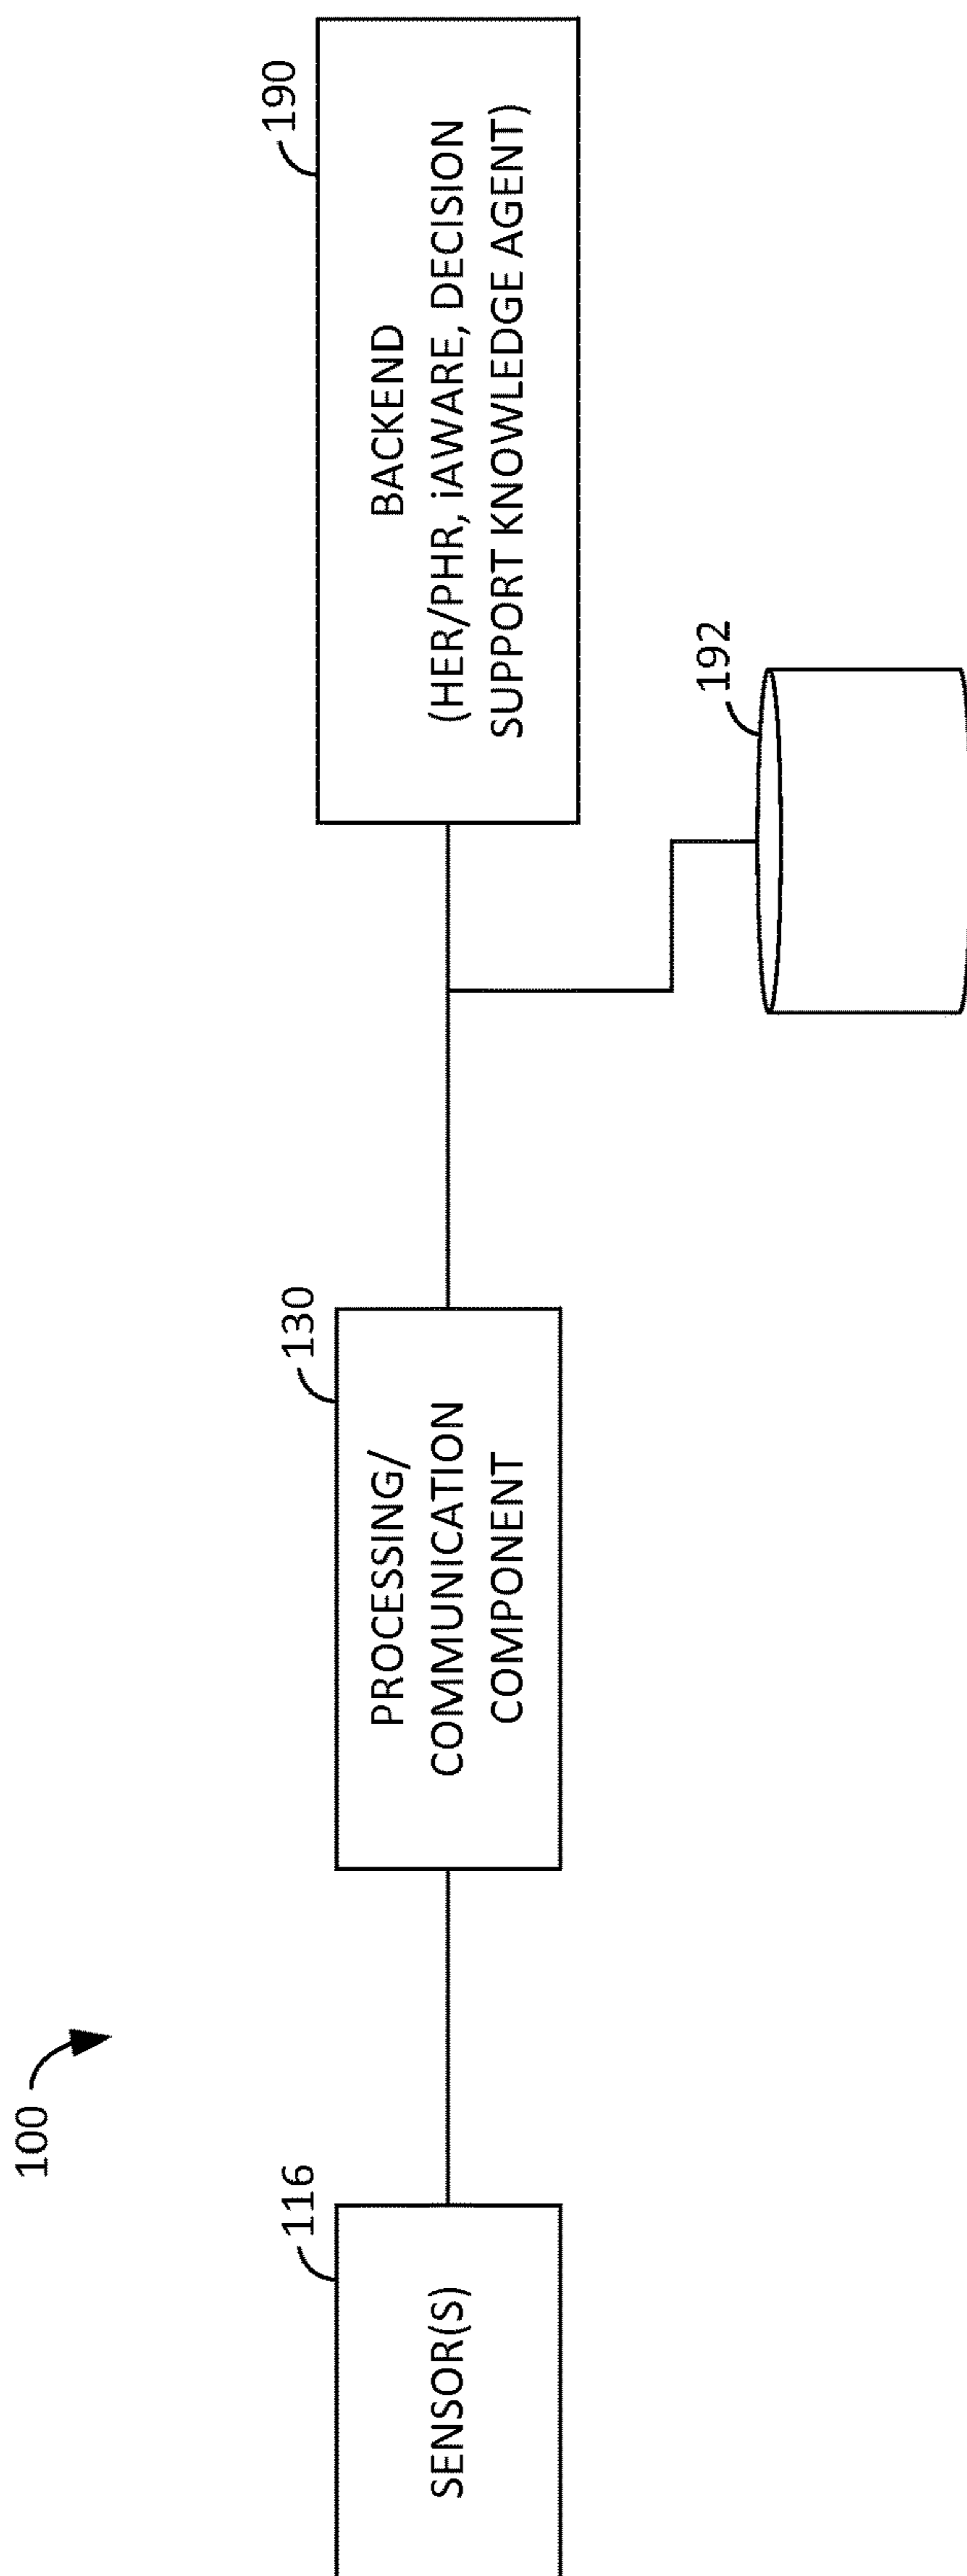 100
116
SENSOR(S)
130
PROCESSING/
COMMUNICATION
COMPONENT
190
BACKEND
(HER/PHR, iAWARE, DECISION
SUPPORT KNOWLEDGE AGENT)
192